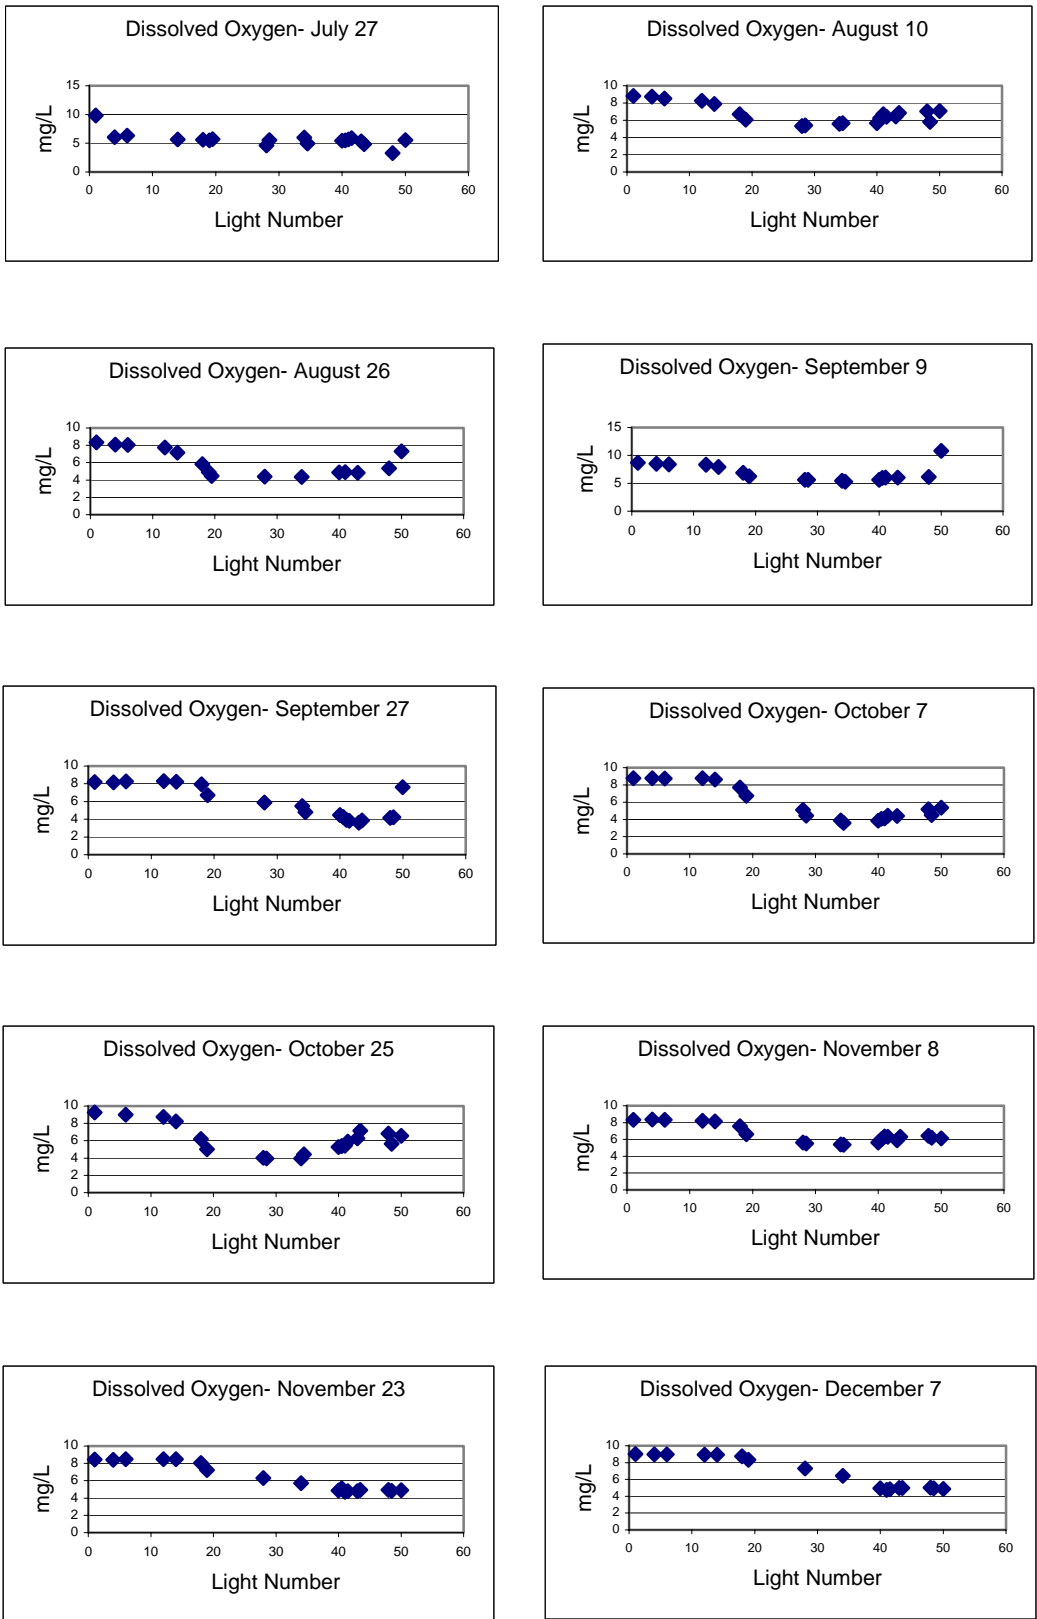 Dissolved Oxygen- July 27
15
10
5
0
0 10 20 30 40 50 60
mg/L
Light Number
Dissolved Oxygen- August 10
10
8
6
4
2
0
0 10 20 30 40 50 60
mg/L
Light Number
Dissolved Oxygen- August 26
10
8
6
4
2
0
0 10 20 30 40 50 60
mg/L
Light Number
Dissolved Oxygen- September 9
15
10
5
0
0 10 20 30 40 50 60
mg/L
Light Number
Dissolved Oxygen- September 27
10
8
6
4
2
0
0 10 20 30 40 50 60
mg/L
Light Number
Dissolved Oxygen- October 7
10
8
6
4
2
0
0 10 20 30 40 50 60
mg/L
Light Number
Dissolved Oxygen- October 25
10
8
6
4
2
0
0 10 20 30 40 50 60
mg/L
Light Number
Dissolved Oxygen- November 8
10
8
6
4
2
0
0 10 20 30 40 50 60
mg/L
Light Number
Dissolved Oxygen- November 23
10
8
6
4
2
0
0 10 20 30 40 50 60
mg/L
Light Number
Dissolved Oxygen- December 7
10
8
6
4
2
0
0 10 20 30 40 50 60
mg/L
Light Number